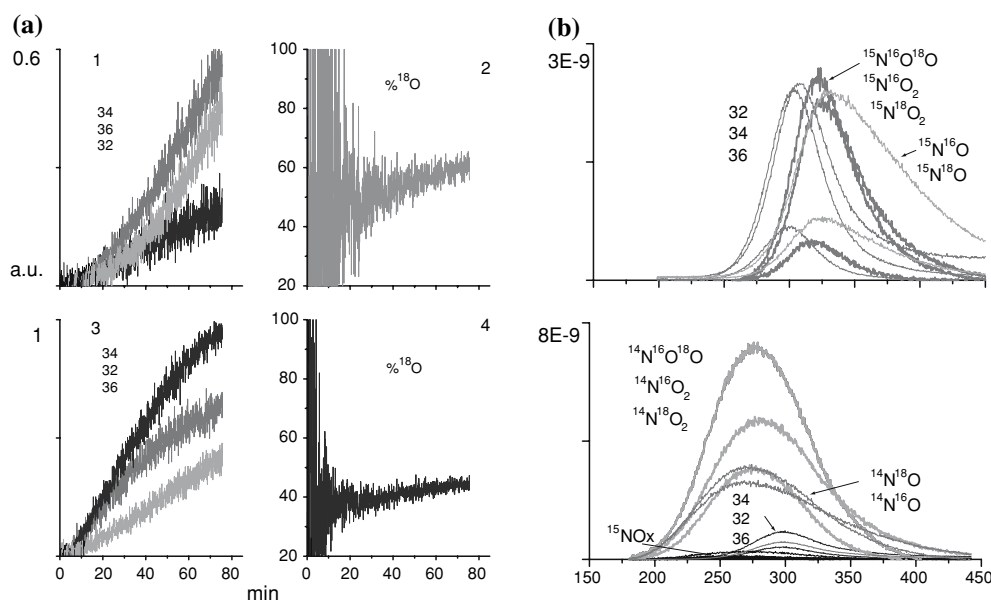 (a)
0.6
a.u.
1
34
36
32
100
80
60
40
20
2
%¹⁸O
1
3
34
32
36
0 20 40 60 80
100
80
60
40
20
4
%¹⁸O
0 20 40 60 80
min
(b)
3E-9
32
34
36
¹⁵N¹⁶O¹⁸O
¹⁵N¹⁶O₂
¹⁵N¹⁸O₂
¹⁵N¹⁶O
¹⁵N¹⁸O
8E-9
¹⁴N¹⁶O¹⁸O
¹⁴N¹⁶O₂
¹⁴N¹⁸O₂
¹⁴N¹⁸O
¹⁴N¹⁶O
34
32
36
¹⁵NOx
150 200 250 300 350 400 450